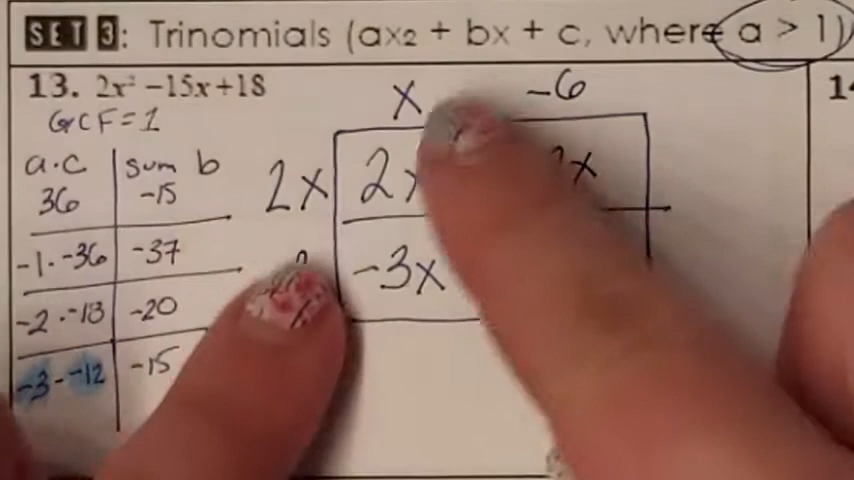 SET 3: Trinomials (ax2 + bx + c, where a > 1)
13. 2x² -15x+18
GCF=1
a·c sum b
36 -15
-1·-36 -37
-2·-18 -20
-3·-12 -15
x -6
2x 2x
-3x